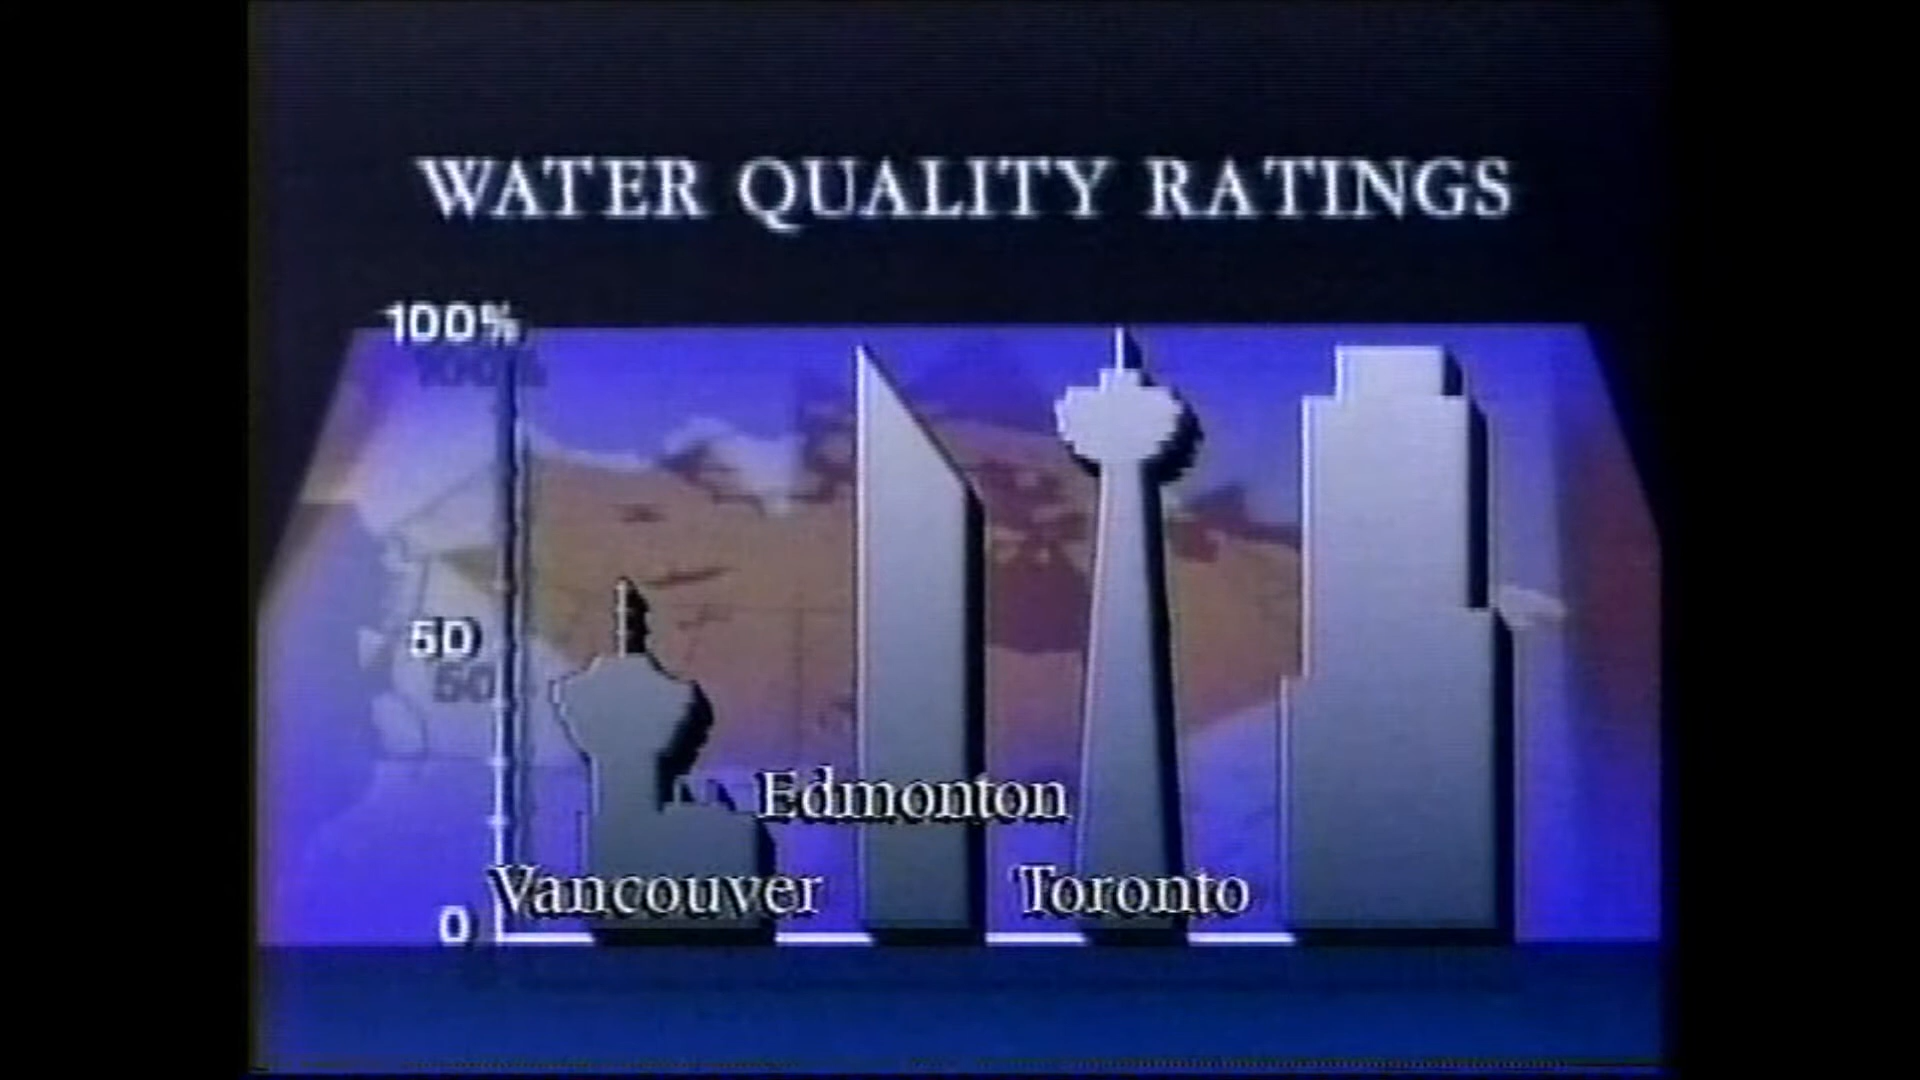 WATER QUALITY RATINGS
100%
50
Edmonton
Vancouver
Toronto
0